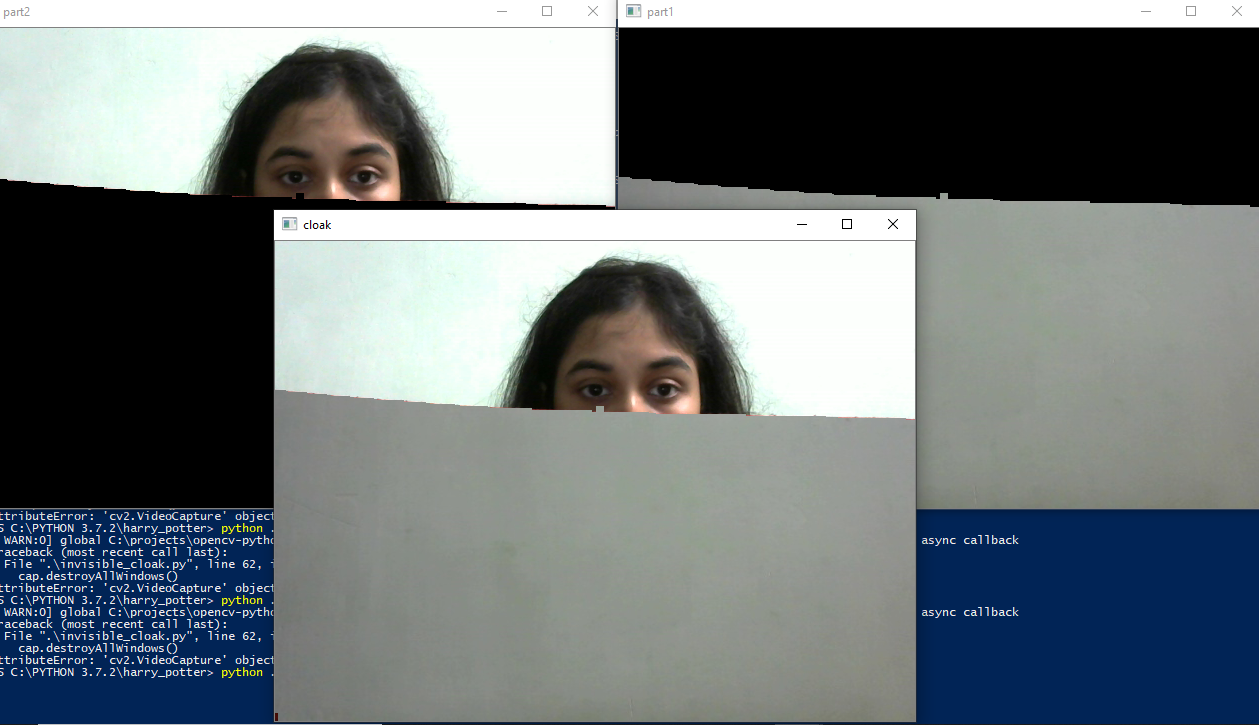 part2
part1
cloak
ttributeError: 'cv2.VideoCapture' object
S C:\PYTHON 3.7.2\harry_potter> python .
WARN:0] global C:\projects\opencv-pytho async callback
raceback (most recent call last):
File ".\invisible_cloak.py", line 62, i
cap.destroyAllWindows()
ttributeError: 'cv2.VideoCapture' object
S C:\PYTHON 3.7.2\harry_potter> python .
WARN:0] global C:\projects\opencv-pytho async callback
raceback (most recent call last):
File ".\invisible_cloak.py", line 62, i
cap.destroyAllWindows()
ttributeError: 'cv2.VideoCapture' object
S C:\PYTHON 3.7.2\harry_potter> python .